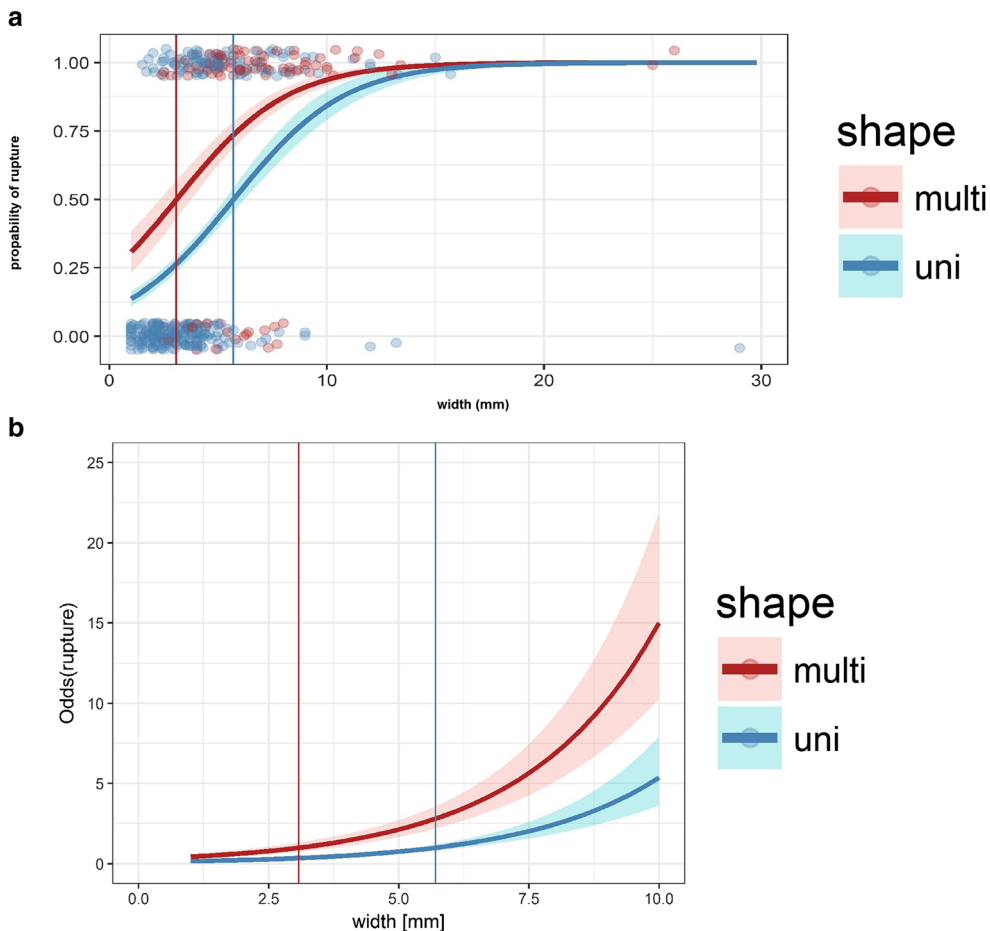 a
1.00
0.75
0.50
0.25
0.00
propability of rupture
0 10 20 30
width (mm)
shape
multi
uni
b
25
20
15
10
5
0
Odds(rupture)
0.0 2.5 5.0 7.5 10.0
width [mm]
shape
multi
uni